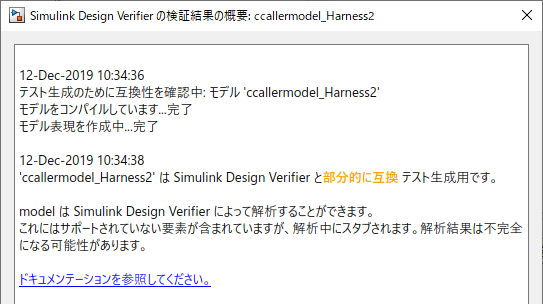 Simulink Design Verifier の検証結果の概要: ccallermodel_Harness2
12-Dec-2019 10:34:36
テスト生成のために互換性を確認中: モデル 'ccallermodel_Harness2'
モデルをコンパイルしています...完了
モデル表現を作成中...完了
12-Dec-2019 10:34:38
'ccallermodel_Harness2' は Simulink Design Verifier と部分的に互換 テスト生成用です。
model は Simulink Design Verifier によって解析することができます。
これにはサポートされていない要素が含まれていますが、解析中にスタブされます。解析結果は不完全
になる可能性があります。
ドキュメンテーションを参照してください。